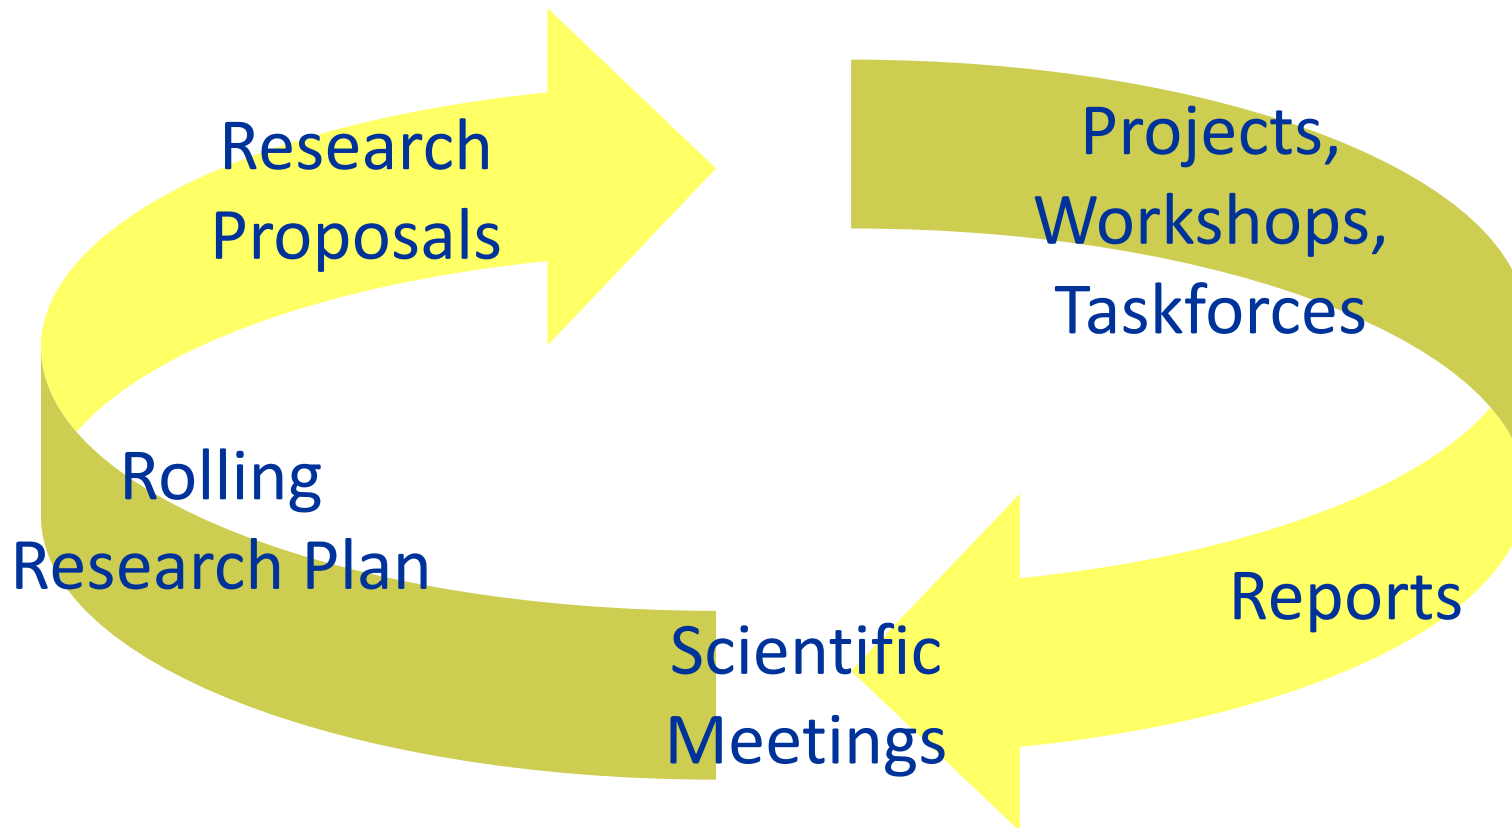 Research
Proposals
Projects,
Workshops,
Taskforces
Rolling
Research Plan
Reports
Scientific
Meetings